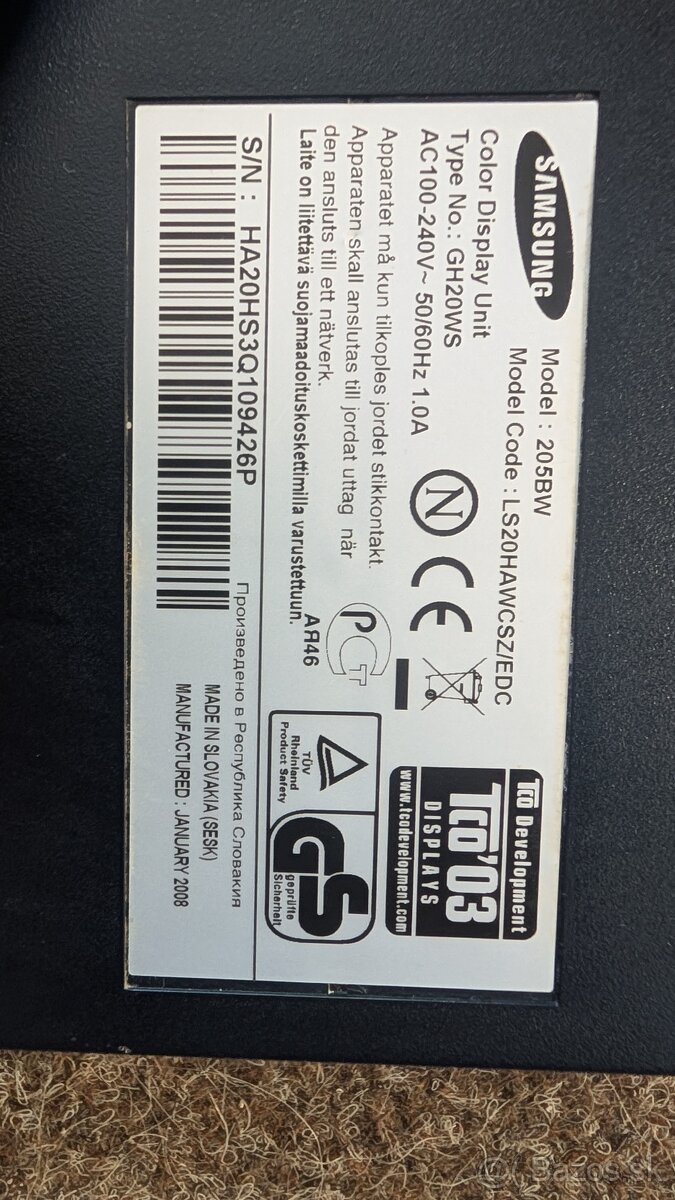 SAMSUNG
Model : 205BW
Model Code : LS20HAWCSZ/EDC
Color Display Unit
Type No.: GH20WS
AC100-240V~ 50/60Hz 1.0A
N CE
Apparatet må kun tilkoples jordet stikkontakt.
Apparaten skall anslutas till jordat uttag när
den ansluts till ett nätverk.
Laite on liitettävä suojamaadoituskoskettimilla varustettuun.
АЯ46
TCO Development
TCO'03
DISPLAYS
www.tcodevelopment.com
TÜV
Rheinland
Product Safety
GS
geprüfte
Sicherheit
S/N : HA20HS3Q109426P
Произведено в Республика Словакия
MADE IN SLOVAKIA (SESK)
MANUFACTURED : JANUARY 2008
Bazos.sk